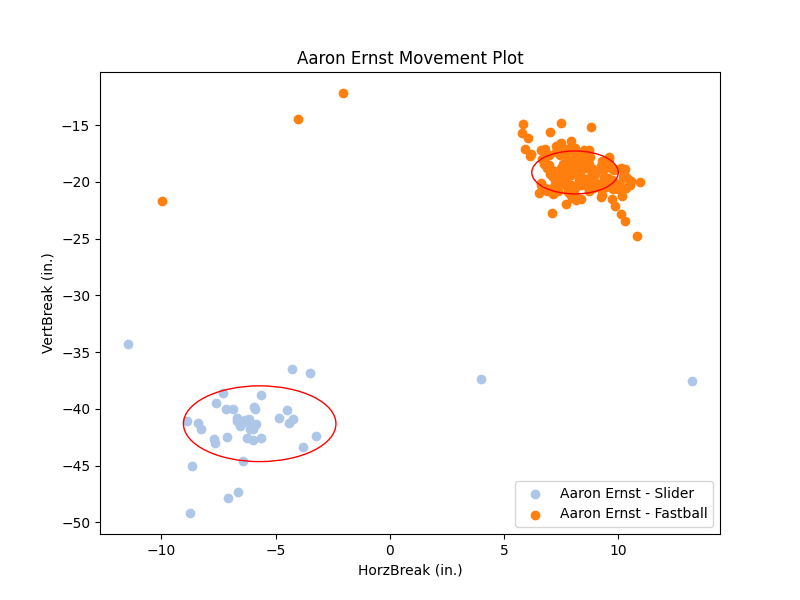 Aaron Ernst Movement Plot
VertBreak (in.)
−15
−20
−25
−30
−35
−40
−45
−50
−10
−5
0
5
10
HorzBreak (in.)
Aaron Ernst - Slider
Aaron Ernst - Fastball